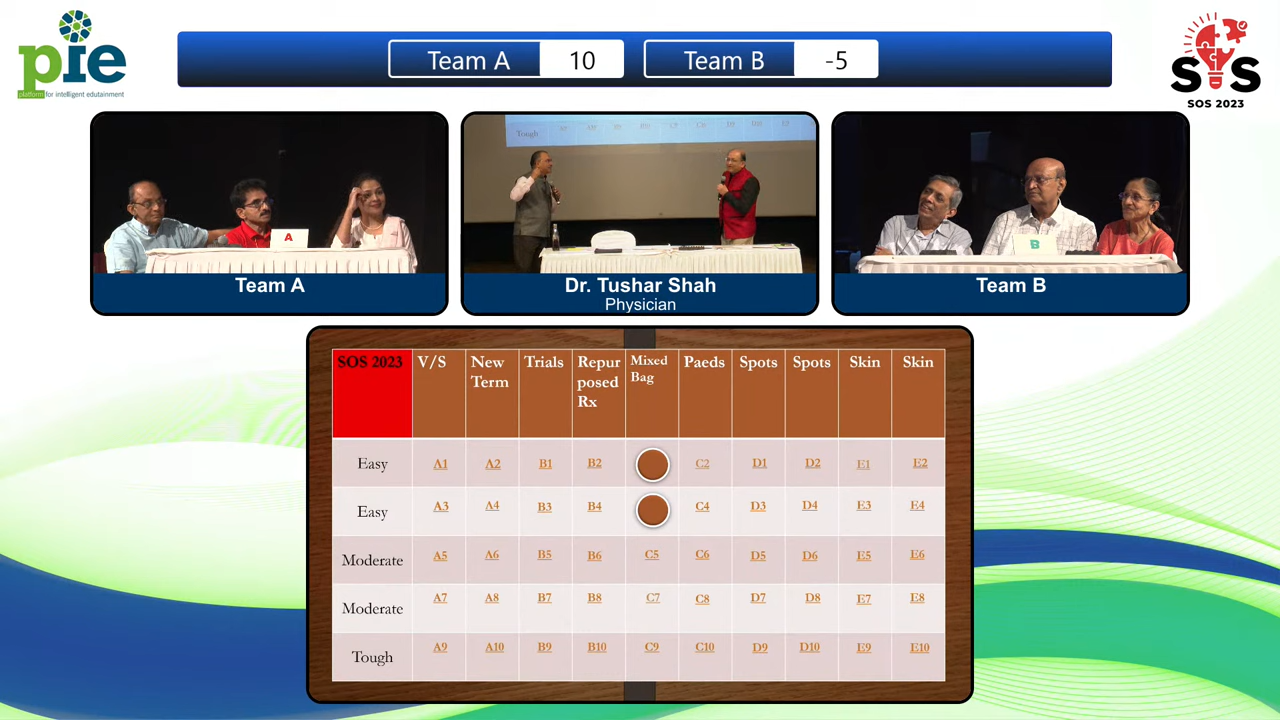 pie
platform for intelligent edutainment
Team A 10 Team B -5
SOS
SOS 2023
Tough
A
B
Team A
Dr. Tushar Shah
Physician
Team B
SOS 2023 V/S New Term Trials Repur posed Rx Mixed Bag Paeds Spots Spots Skin Skin
Easy A1 A2 B1 B2 C2 D1 D2 E1 E2
Easy A3 A4 B3 B4 C4 D3 D4 E3 E4
Moderate A5 A6 B5 B6 C5 C6 D5 D6 E5 E6
Moderate A7 A8 B7 B8 C7 C8 D7 D8 E7 E8
Tough A9 A10 B9 B10 C9 C10 D9 D10 E9 E10